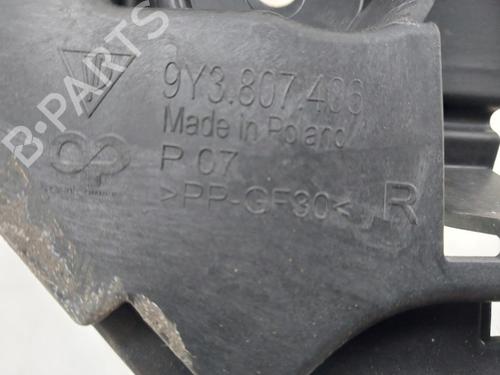 9Y3.807.406
Made in Poland
P 07
>PP-GF30<
R
B-PARTS